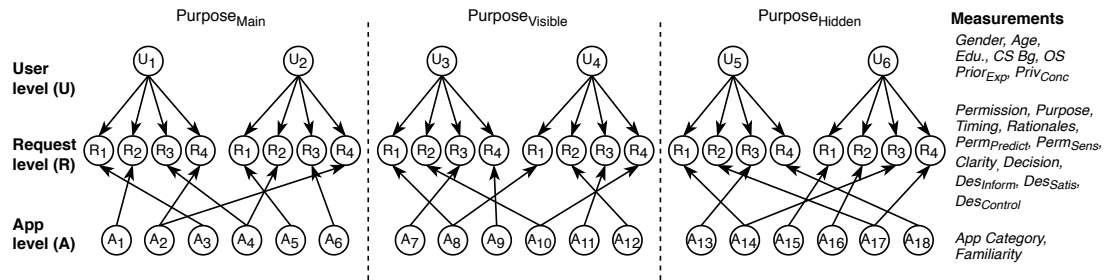 PurposeMain PurposeVisible PurposeHidden Measurements
User level (U)
U1 U2 U3 U4 U5 U6
Gender, Age,
Edu., CS Bg, OS
PriorExp, PrivConc
Request level (R)
R1 R2 R3 R4 R1 R2 R3 R4 R1 R2 R3 R4 R1 R2 R3 R4 R1 R2 R3 R4 R1 R2 R3 R4
Permission, Purpose,
Timing, Rationales,
PermPredict, PermSens,
Clarity, Decision,
DesInform, DesSatis,
DesControl
App level (A)
A1 A2 A3 A4 A5 A6 A7 A8 A9 A10 A11 A12 A13 A14 A15 A16 A17 A18
App Category,
Familiarity